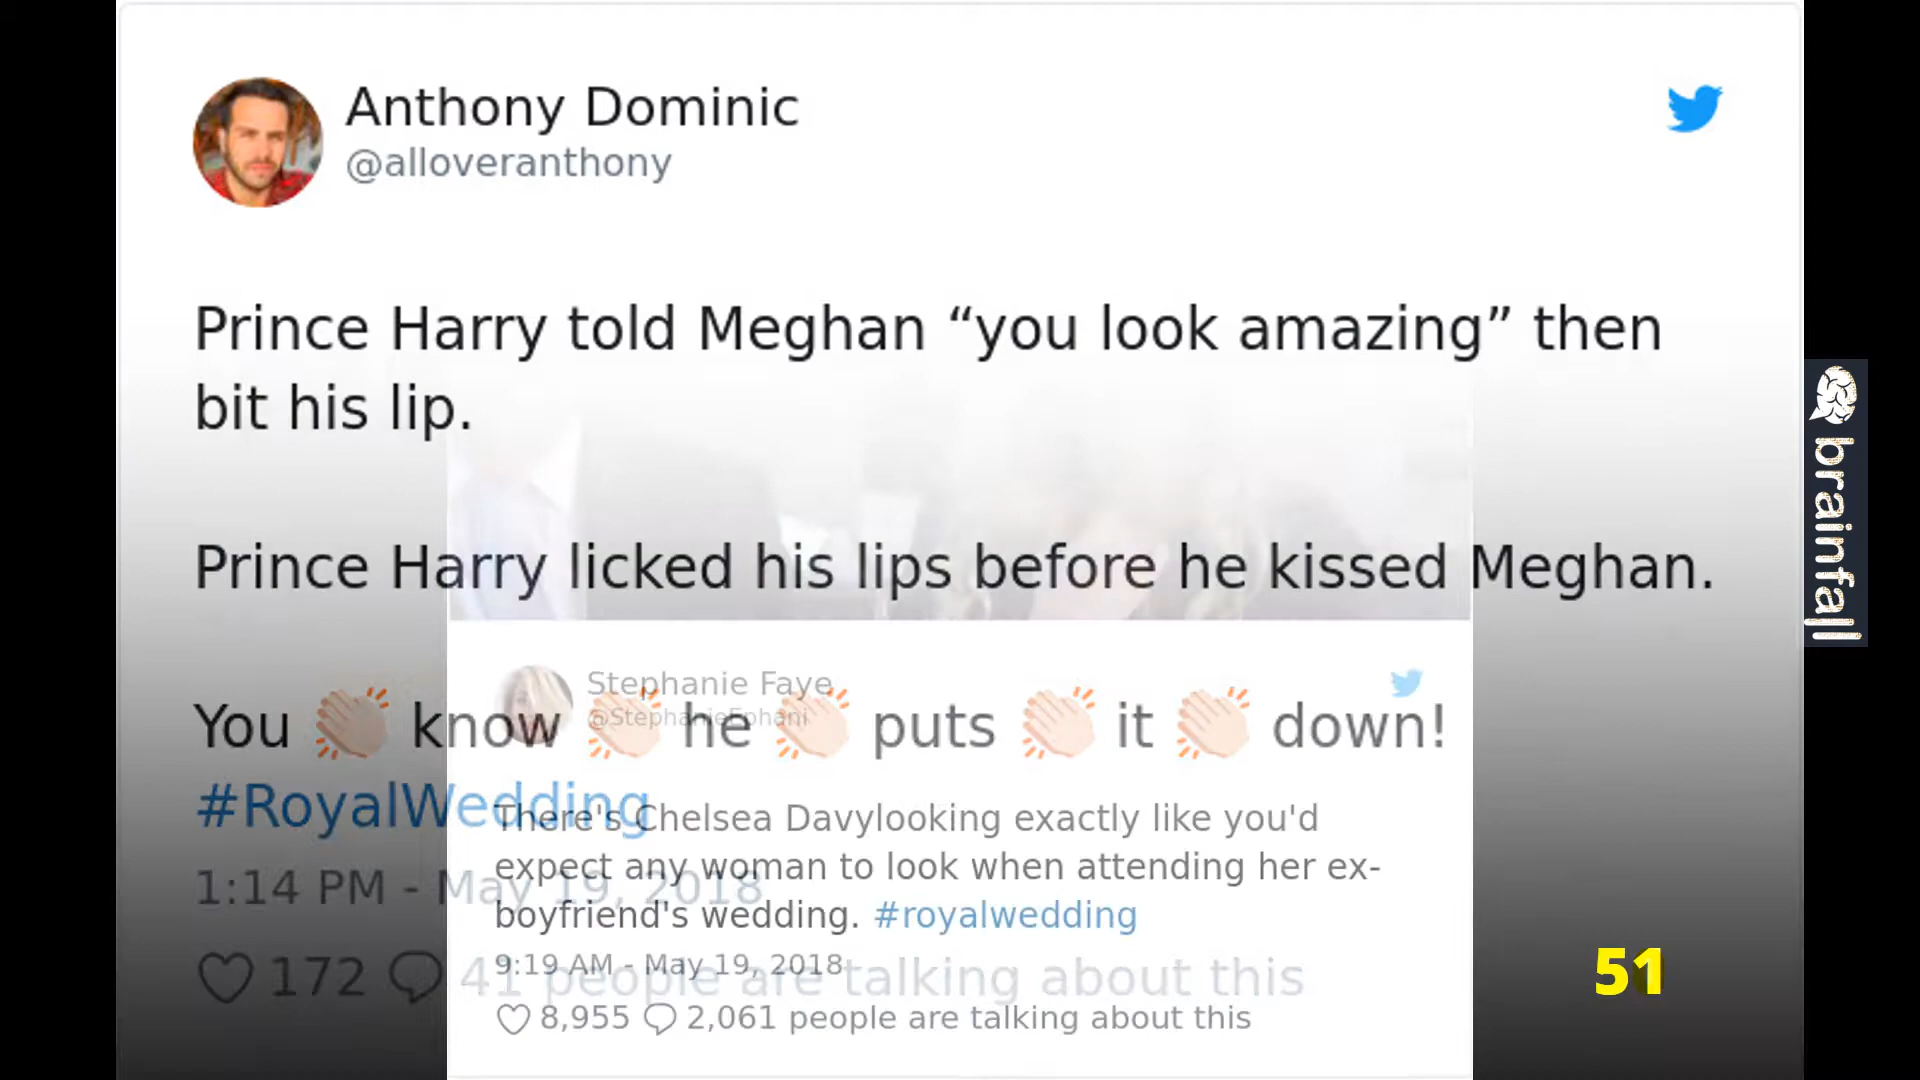 Anthony Dominic
@alloveranthony
Prince Harry told Meghan “you look amazing” then
bit his lip.
Prince Harry licked his lips before he kissed Meghan.
You 👏🏻 know 👏🏻 he 👏🏻 puts 👏🏻 it 👏🏻 down!
#RoyalWedding
1:14 PM - May 19, 2018
172 41 people are talking about this
Stephanie Faye
@StephanieEphani
There's Chelsea Davylooking exactly like you'd
expect any woman to look when attending her ex-
boyfriend's wedding. #royalwedding
9:19 AM - May 19, 2018
8,955 2,061 people are talking about this
51
brainfall